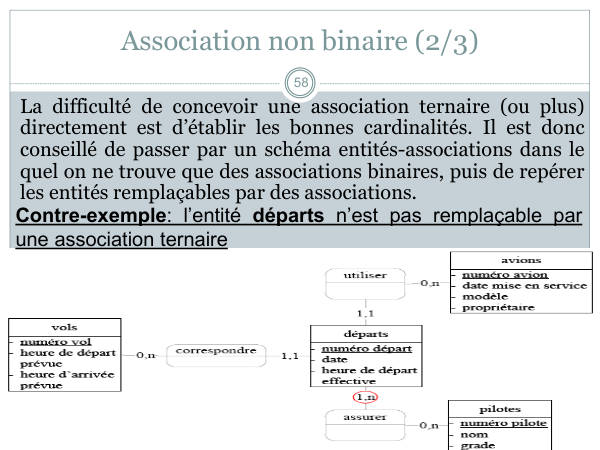 Association non binaire (2/3)
58
La difficulté de concevoir une association ternaire (ou plus)
directement est d'établir les bonnes cardinalités. Il est donc
conseillé de passer par un schéma entités-associations dans le
quel on ne trouve que des associations binaires, puis de repérer
les entités remplaçables par des associations.
Contre-exemple: l'entité départs n'est pas remplaçable par
une association ternaire
avions
- numéro avion
- date mise en service
- modèle
- propriétaire
utiliser
0,n
1,1
vols
- numéro vol
- heure de départ
prévue
- heure d'arrivée
prévue
0,n
correspondre
1,1
départs
- numéro départ
- date
- heure de départ
effective
1,n
assurer
0,n
pilotes
- numéro pilote
- nom
- grade